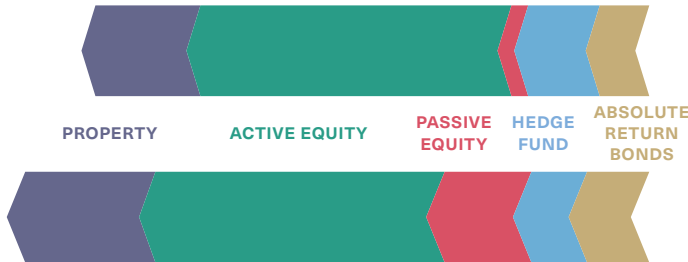 PROPERTY
ACTIVE EQUITY
PASSIVE
EQUITY
HEDGE
FUND
ABSOLUTE
RETURN
BONDS